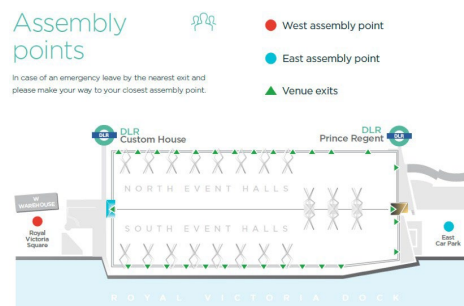 Assembly
points
In case of an emergency leave by the nearest exit and
please make your way to your closest assembly point.
West assembly point
East assembly point
Venue exits
DLR
DLR
Custom House
DLR
Prince Regent
DLR
W
WAREHOUSE
Royal
Victoria
Square
NORTH EVENT HALLS
SOUTH EVENT HALLS
East
Car Park
ROYAL VICTORIA DOCK